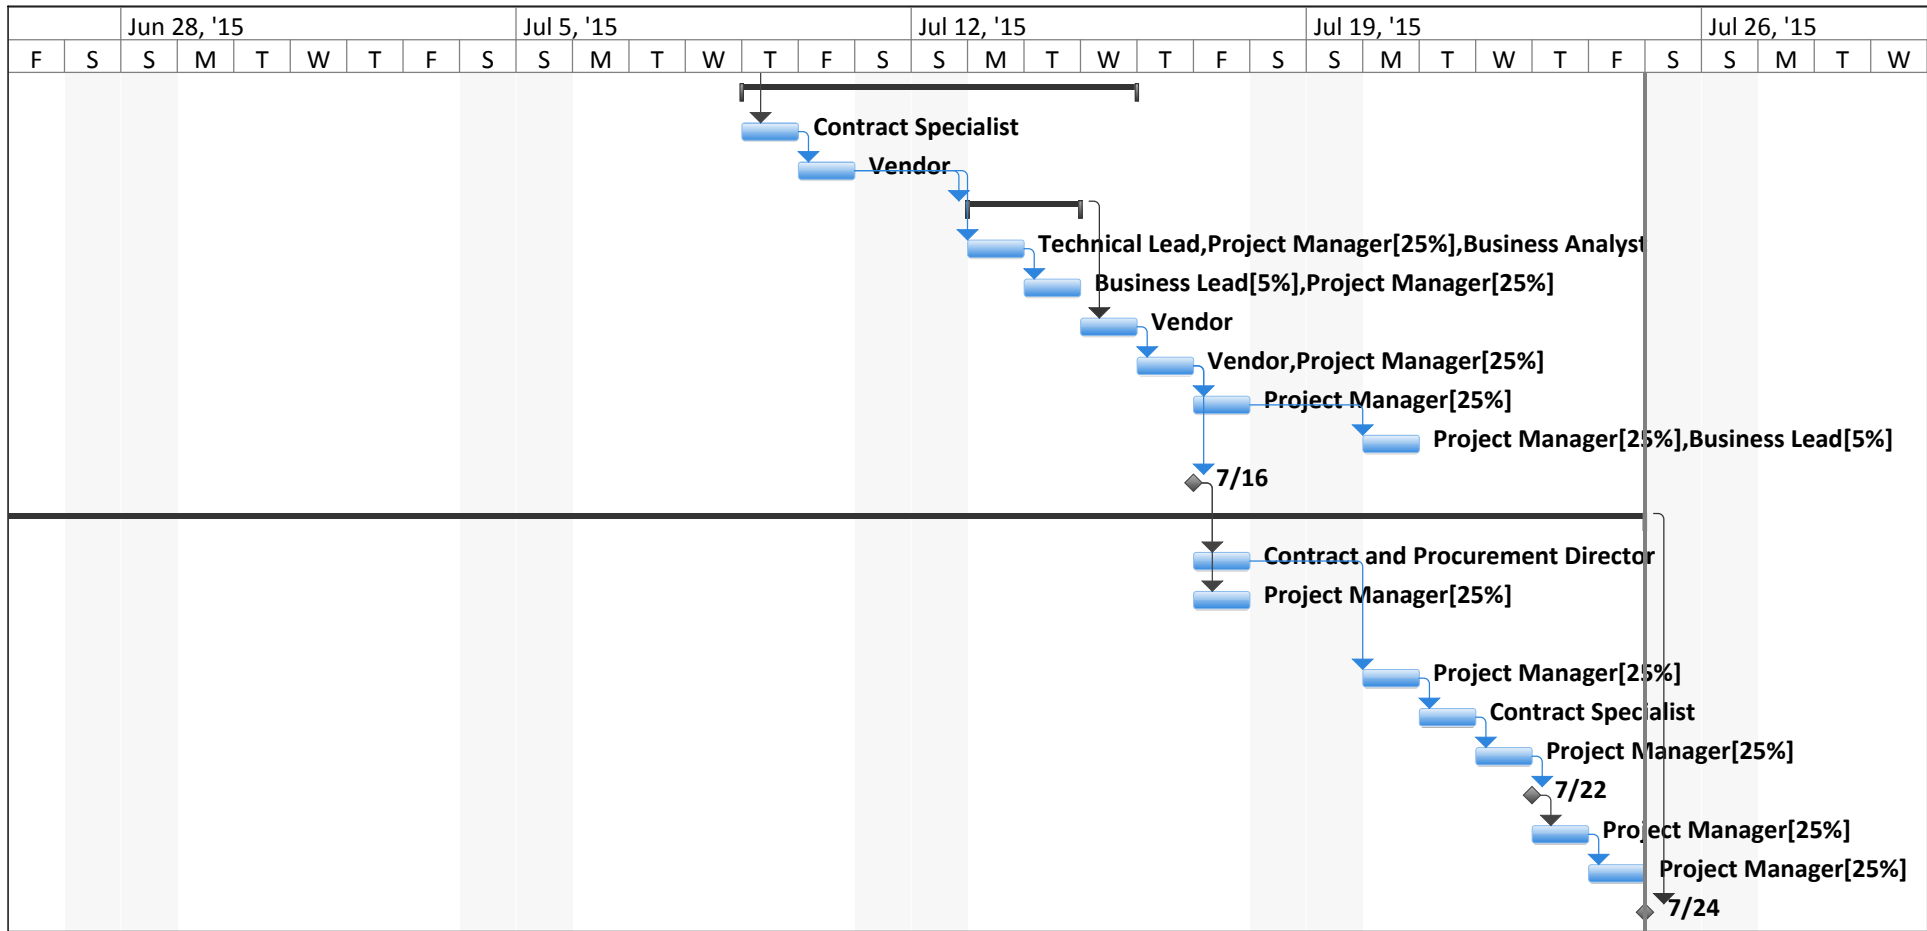 Jun 28, '15 Jul 5, '15 Jul 12, '15 Jul 19, '15 Jul 26, '15
F S S M T W T F S S M T W T F S S M T W T F S S M T W T F S S M T W
Contract Specialist
Vendor
Technical Lead,Project Manager[25%],Business Analyst
Business Lead[5%],Project Manager[25%]
Vendor
Vendor,Project Manager[25%]
Project Manager[25%]
Project Manager[25%],Business Lead[5%]
7/16
Contract and Procurement Director
Project Manager[25%]
Project Manager[25%]
Contract Specialist
Project Manager[25%]
7/22
Project Manager[25%]
Project Manager[25%]
7/24